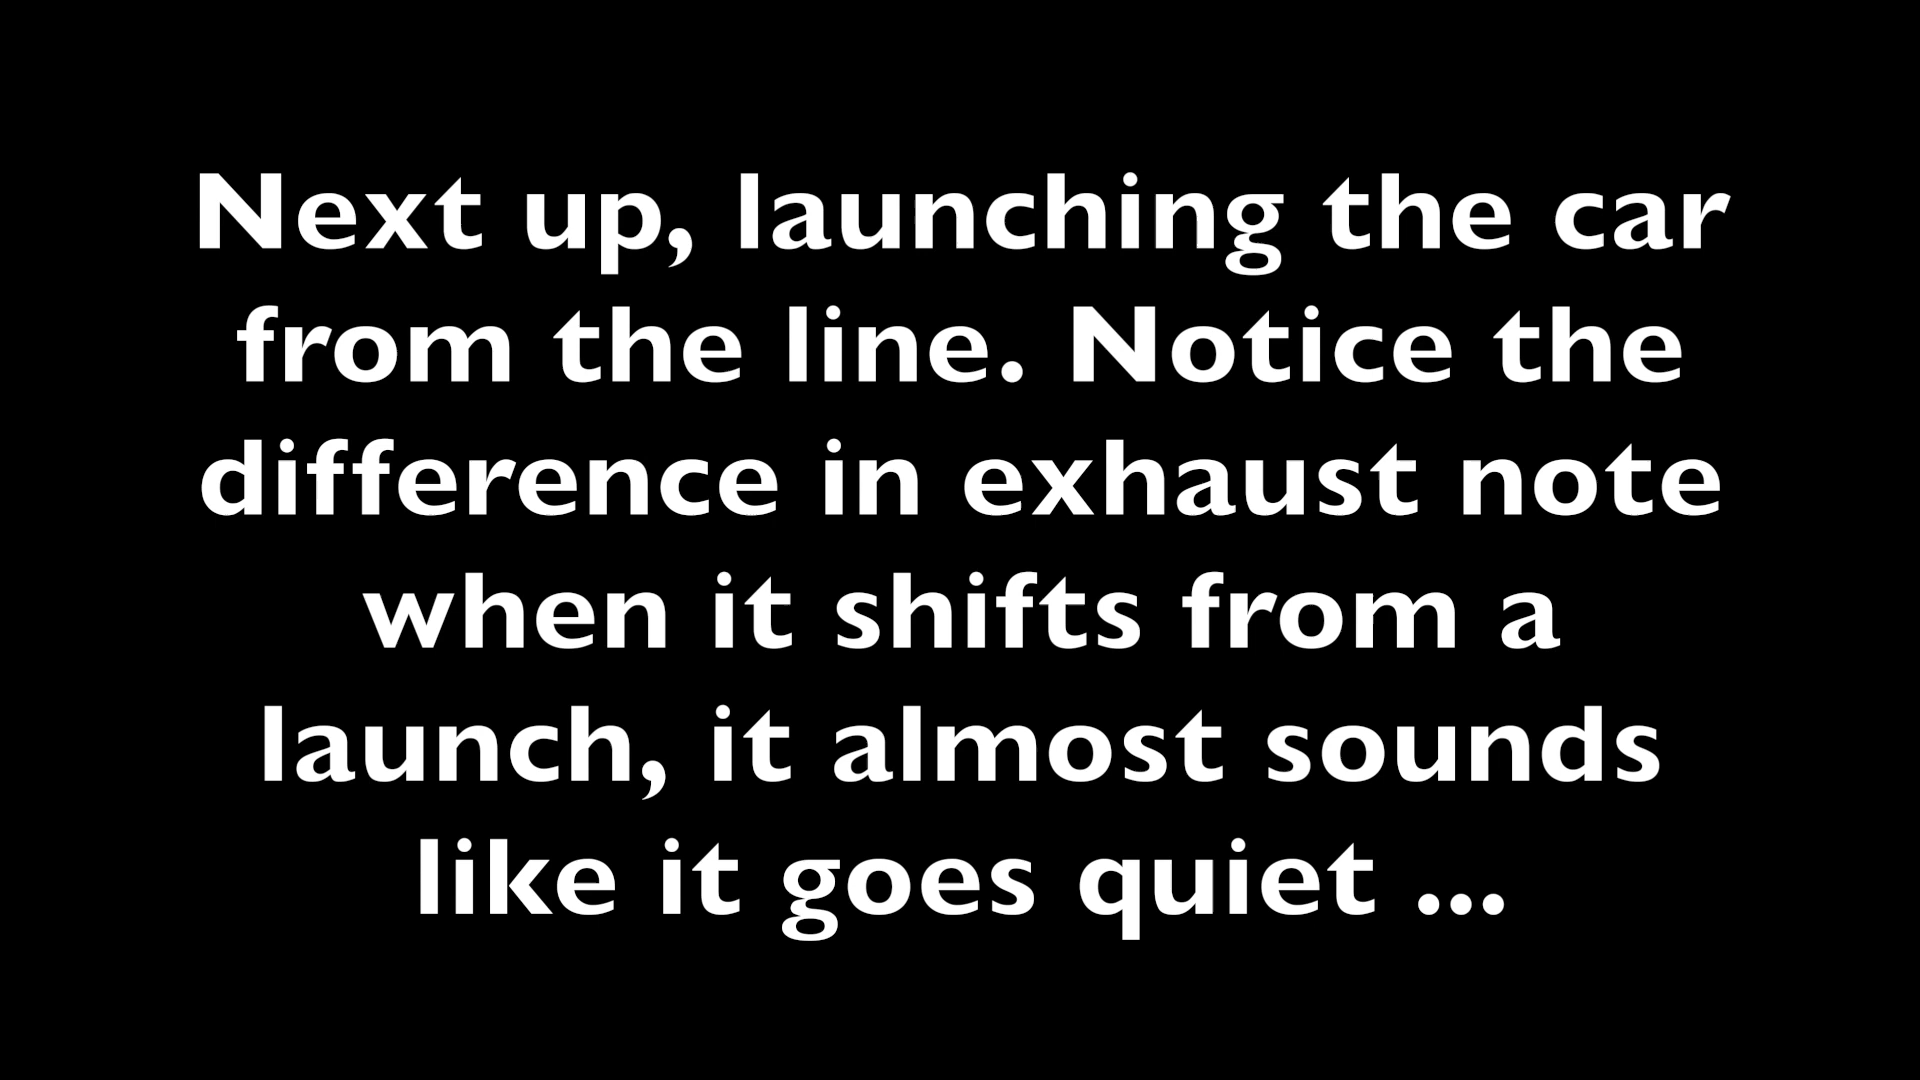 Next up, launching the car
from the line. Notice the
difference in exhaust note
when it shifts from a
launch, it almost sounds
like it goes quiet ...